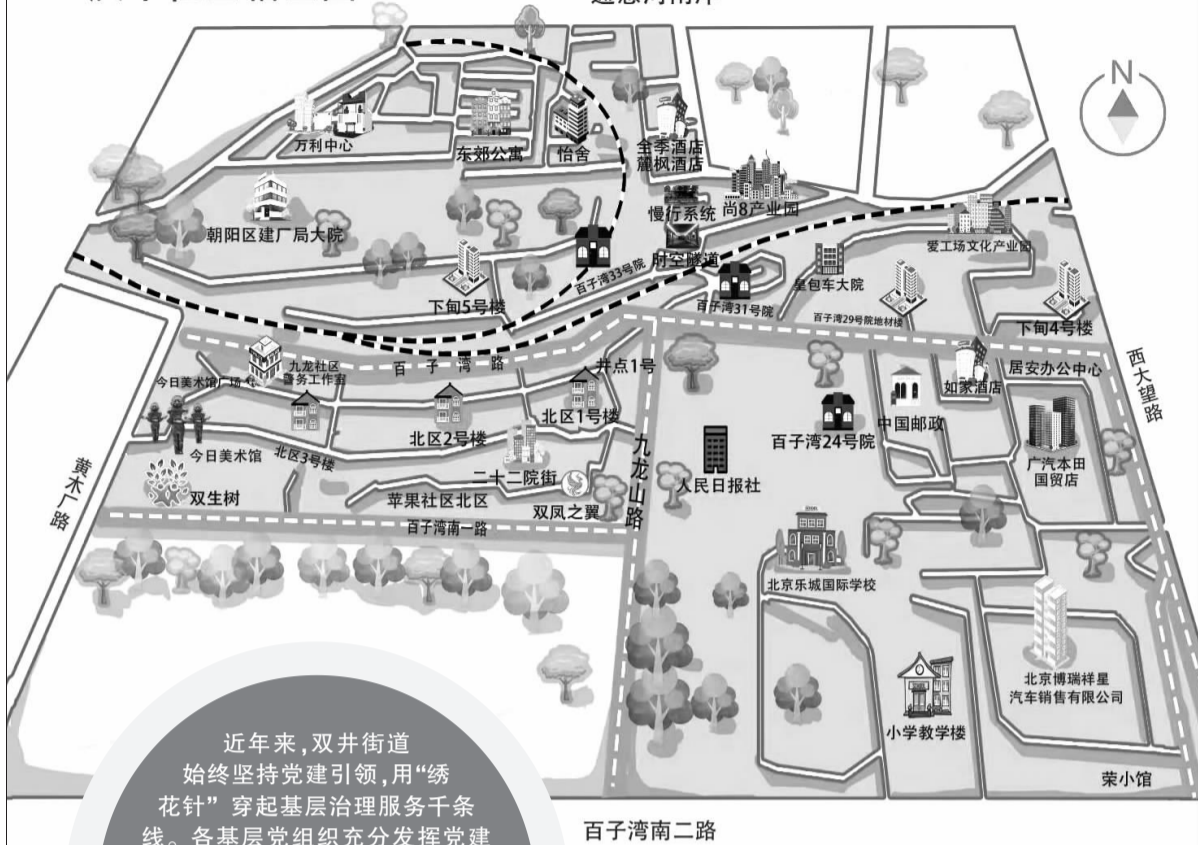 N
万利中心
东郊公寓
怡舍
全季酒店
麓枫酒店
朝阳区建厂局大院
慢行系统
尚8产业园
时空隧道
爱工场文化产业园
皇包车大院
百子湾33号院
下甸5号楼
百子湾31号院
百子湾29号院地材楼
下甸4号楼
九龙社区
警务工作室
百子湾路
井点1号
今日美术馆广场
如家酒店
居安办公中心
西大望路
北区1号楼
北区2号楼
北区3号楼
百子湾24号院
中国邮政
今日美术馆
九龙山路
黄木厂路
二十二院街
人民日报社
广汽本田
国贸店
双生树
苹果社区北区
双凤之翼
百子湾南一路
北京乐城国际学校
北京博瑞祥星
汽车销售有限公司
小学教学楼
荣小馆
百子湾南二路
近年来,双井街道
始终坚持党建引领,用“绣
花针”穿起基层治理服务千条
线。各基层党组织充分发挥党建